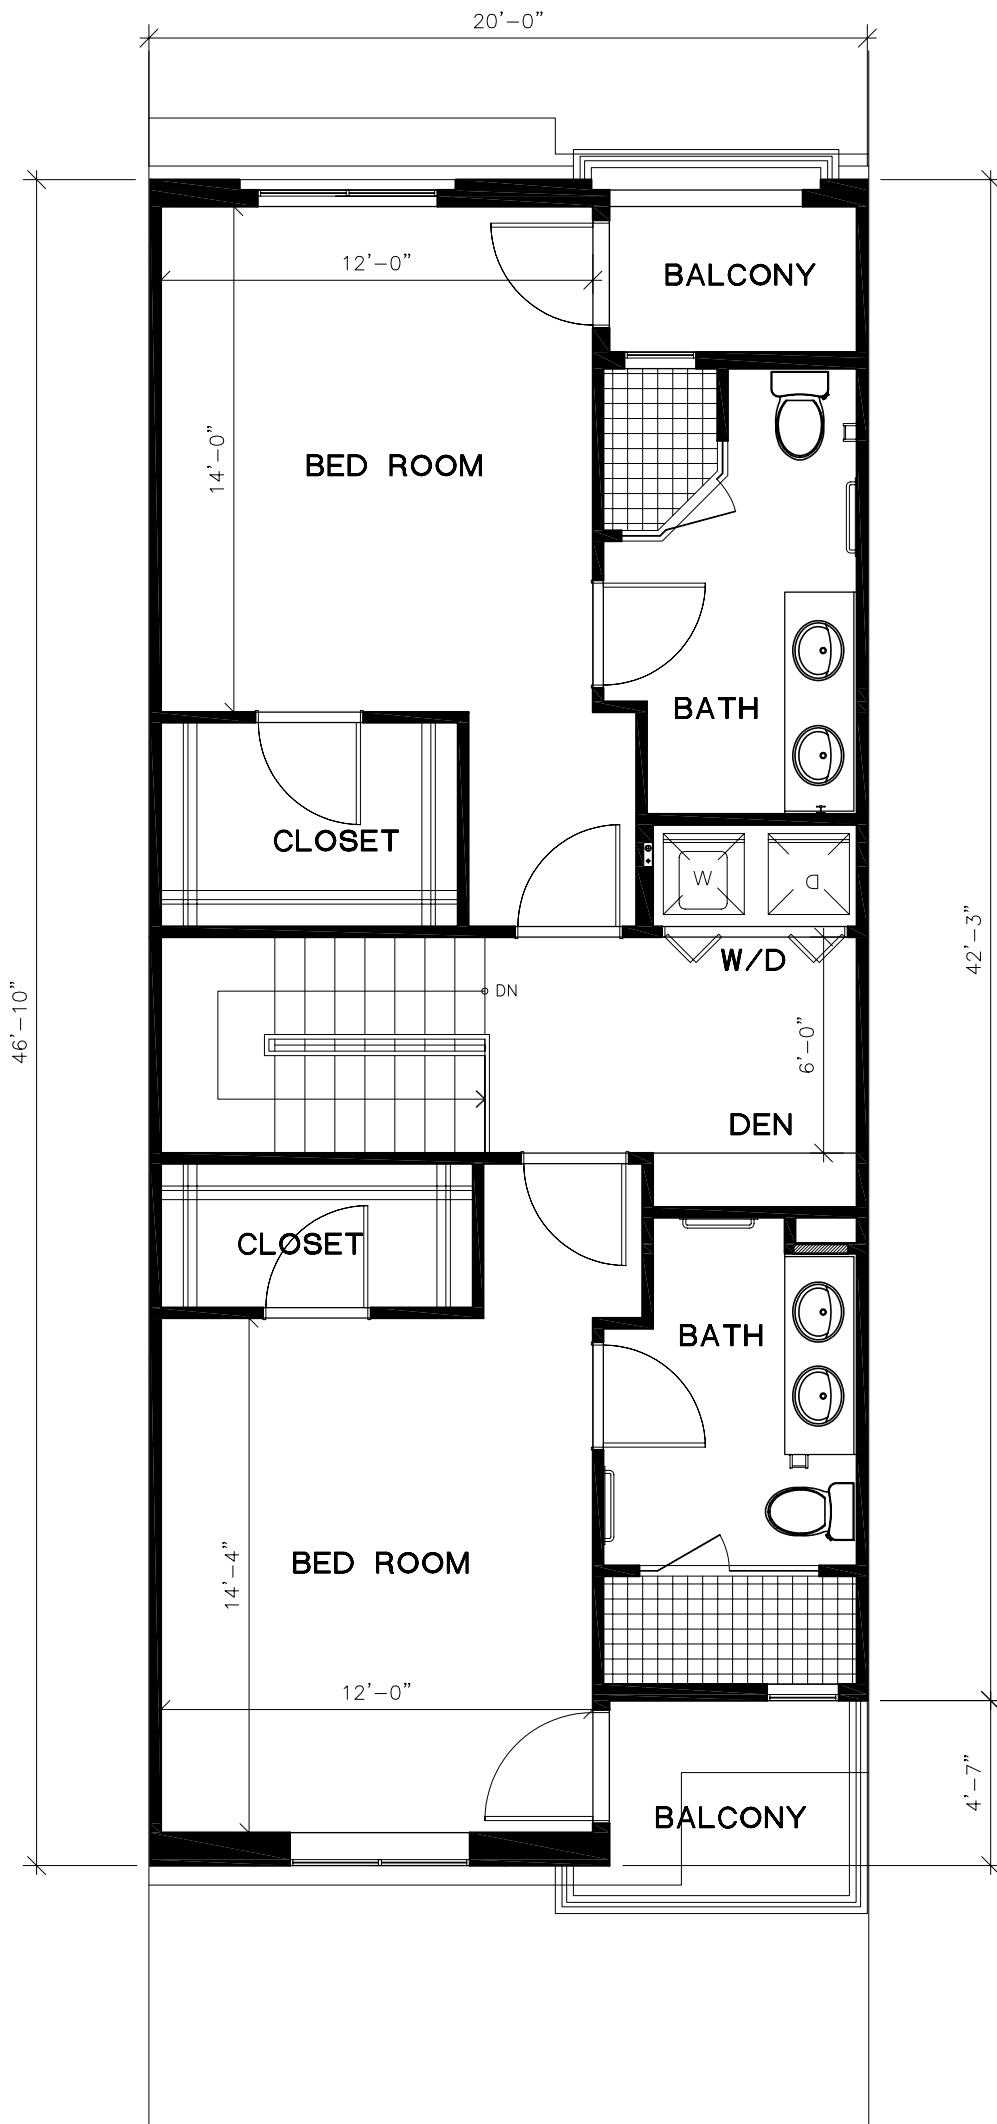 20'-0"
12'-0"
BALCONY
14'-0"
BED ROOM
BATH
CLOSET
W
D
W/D
42'-3"
46'-10"
DN
6'-0"
DEN
CLOSET
BATH
14'-4"
BED ROOM
12'-0"
4'-7"
BALCONY